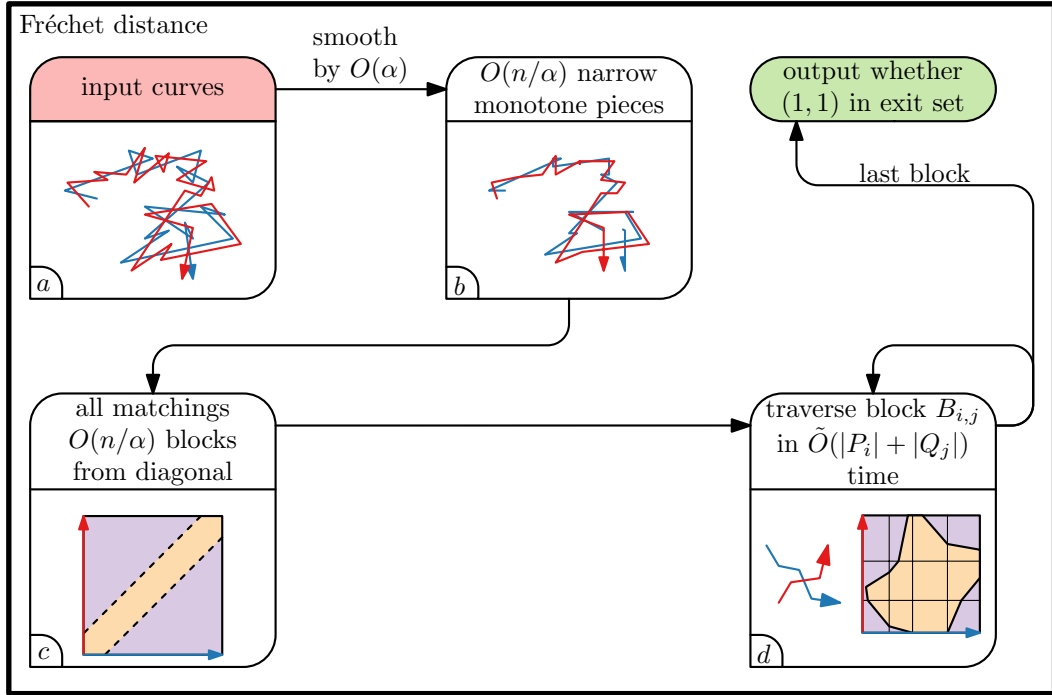 Fréchet distance
input curves
a
smooth
by O(α)
O(n/α) narrow
monotone pieces
b
output whether
(1, 1) in exit set
last block
all matchings
O(n/α) blocks
from diagonal
c
traverse block B_{i,j}
in Õ(|P_i| + |Q_j|)
time
d